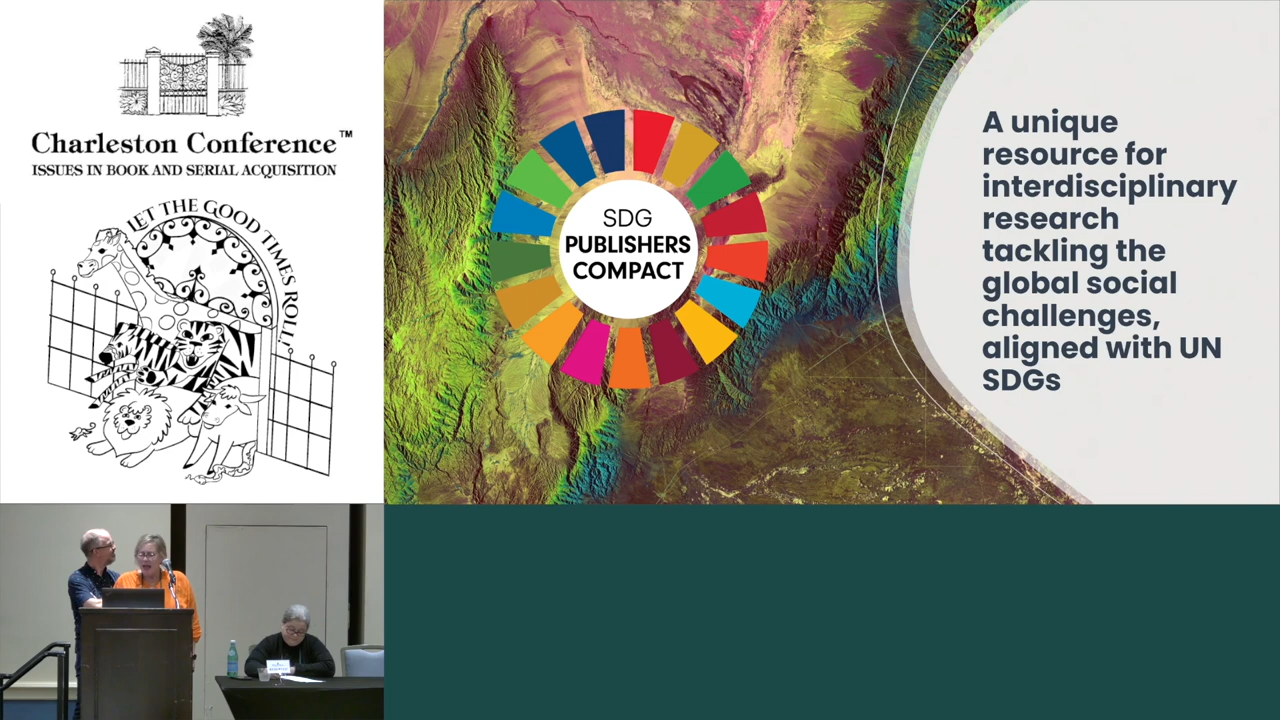 Charleston Conference™
ISSUES IN BOOK AND SERIAL ACQUISITION
LET THE GOOD TIMES ROLL!
SDG
PUBLISHERS
COMPACT
A unique
resource for
interdisciplinary
research
tackling the
global social
challenges,
aligned with UN
SDGs